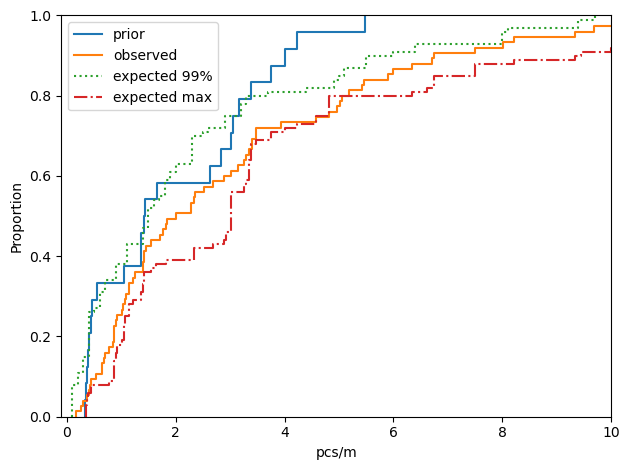 1.0
0.8
0.6
0.4
0.2
0.0
Proportion
prior
observed
expected 99%
expected max
0
2
4
6
8
10
pcs/m